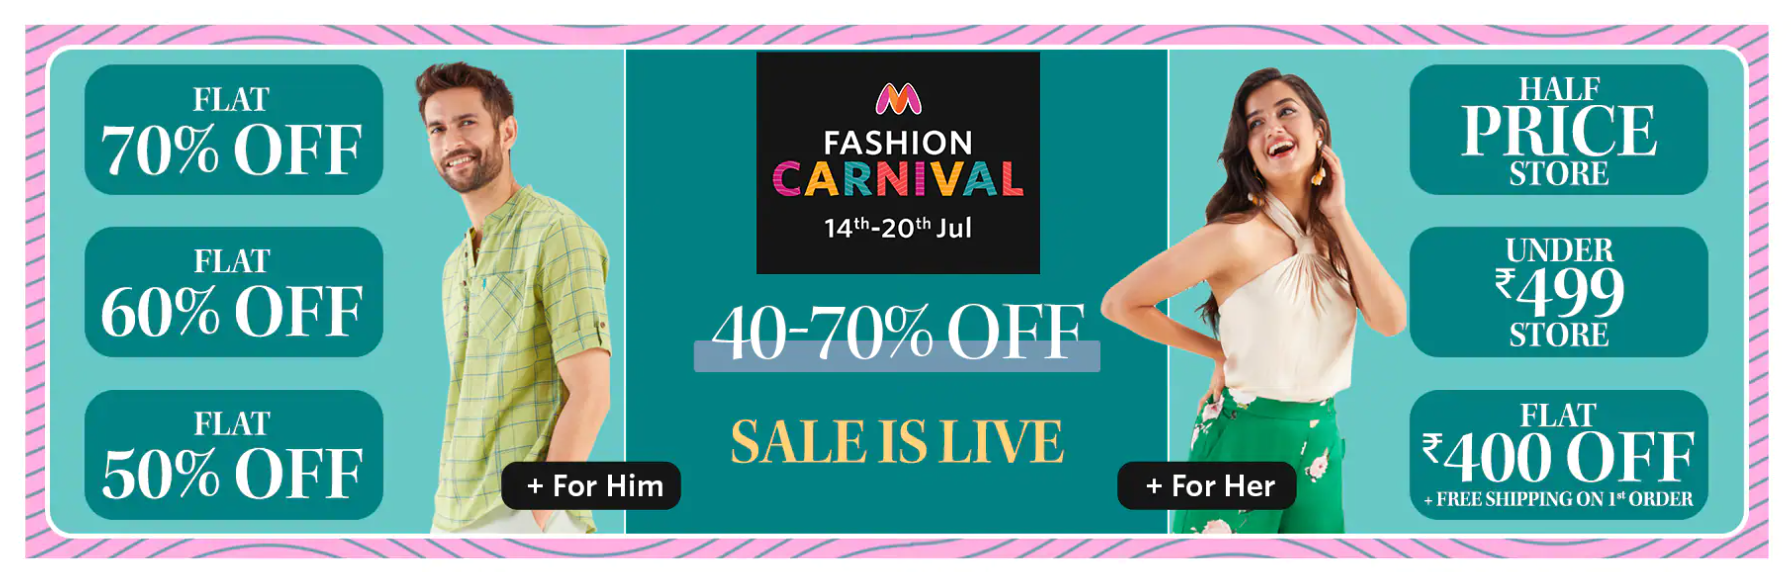 FLAT
70% OFF
FLAT
60% OFF
FLAT
50% OFF
+ For Him
FASHION
CARNIVAL
14th-20th Jul
40-70% OFF
SALE IS LIVE
+ For Her
HALF
PRICE
STORE
UNDER
₹499
STORE
FLAT
₹400 OFF
+ FREE SHIPPING ON 1st ORDER